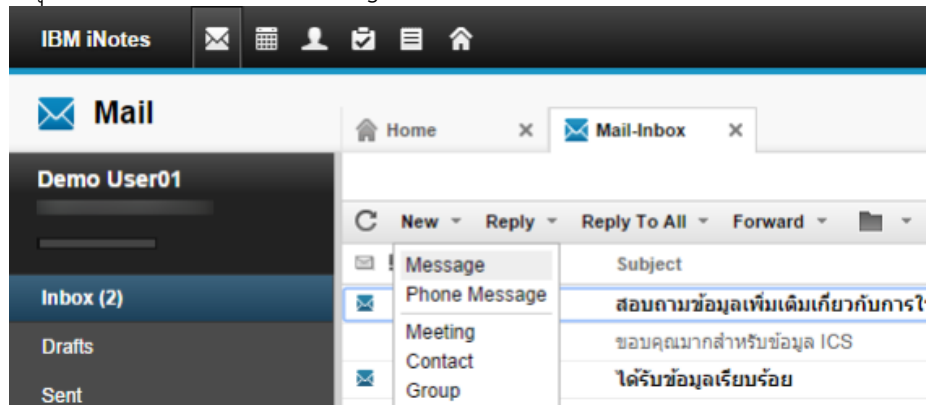 IBM iNotes
Mail
Home
Mail-Inbox
Demo User01
New Reply Reply To All Forward
Message
Subject
Phone Message
Inbox (2)
สอบถามข้อมูลเพิ่มเติมเกี่ยวกับการใ
Meeting
Drafts
ขอบคุณมากสำหรับข้อมูล ICS
Contact
ได้รับข้อมูลเรียบร้อย
Group
Sent